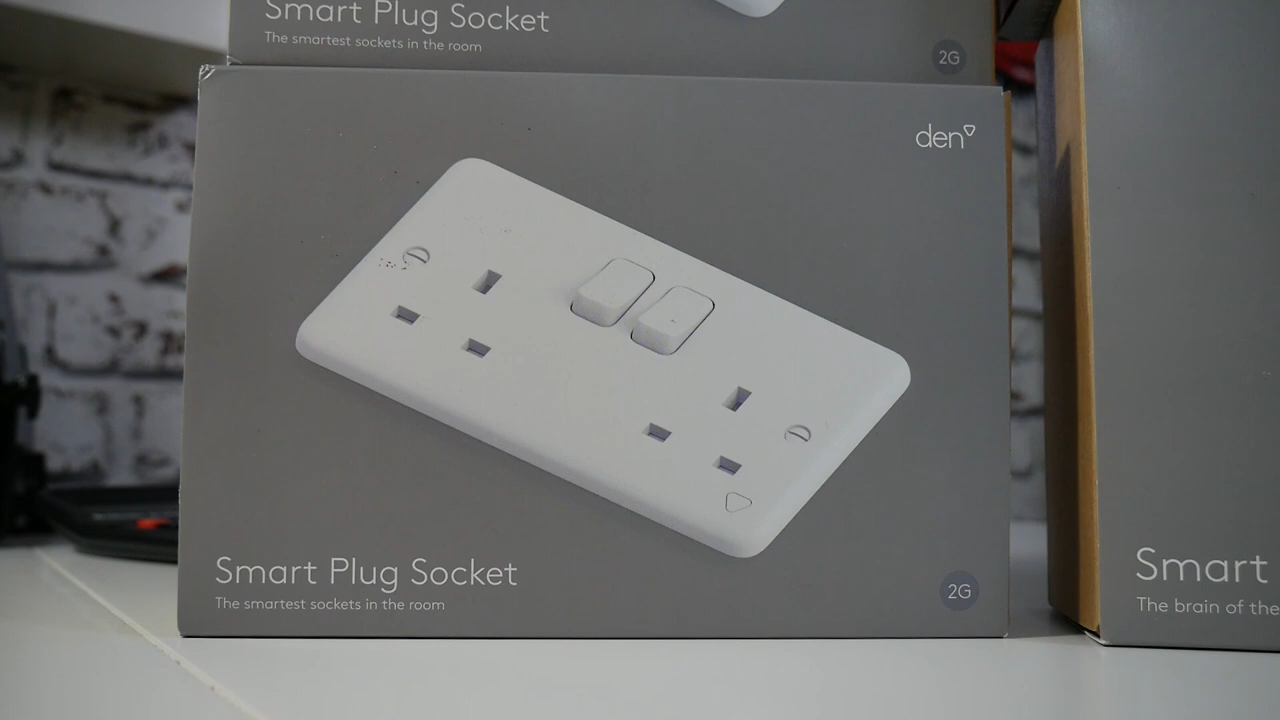 Smart Plug Socket
The smartest sockets in the room
2G
den
Smart Plug Socket
The smartest sockets in the room
2G
Smart
The brain of the